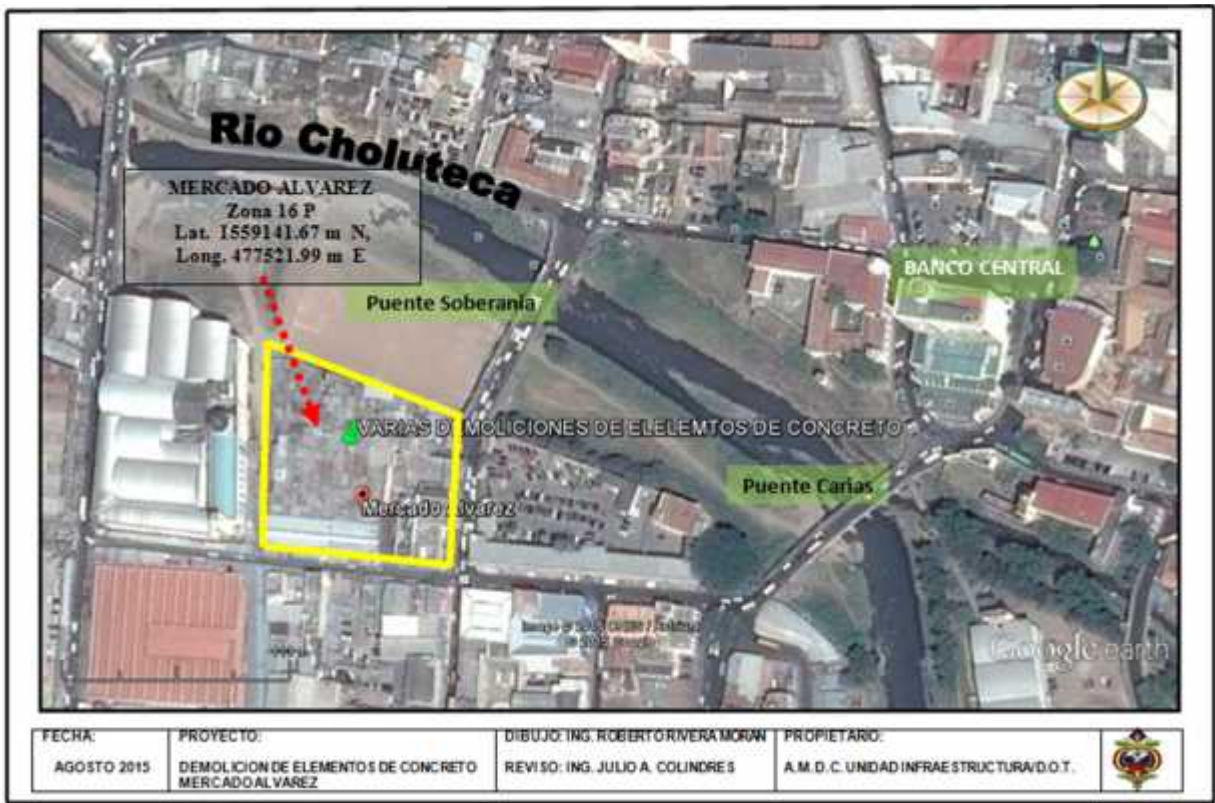 Rio Choluteca
MERCADO ALVAREZ
Zona 16 P
Lat. 1559141.67 m N,
Long. 477521.99 m E
BANCO CENTRAL
Puente Soberanía
VARIAS DEMOLICIONES DE ELELEMTOS DE CONCRETO
Puente Carias
Mercado Alvarez
Google earth
FECHA:
AGOSTO 2015
PROYECTO:
DEMOLICION DE ELEMENTOS DE CONCRETO
MERCADO ALVAREZ
DIBUJO: ING. ROBERTO RIVERA MORAN
REVISO: ING. JULIO A. COLINDRES
PROPIETARIO:
A.M.D.C. UNIDAD INFRAESTRUCTURA/D.O.T.